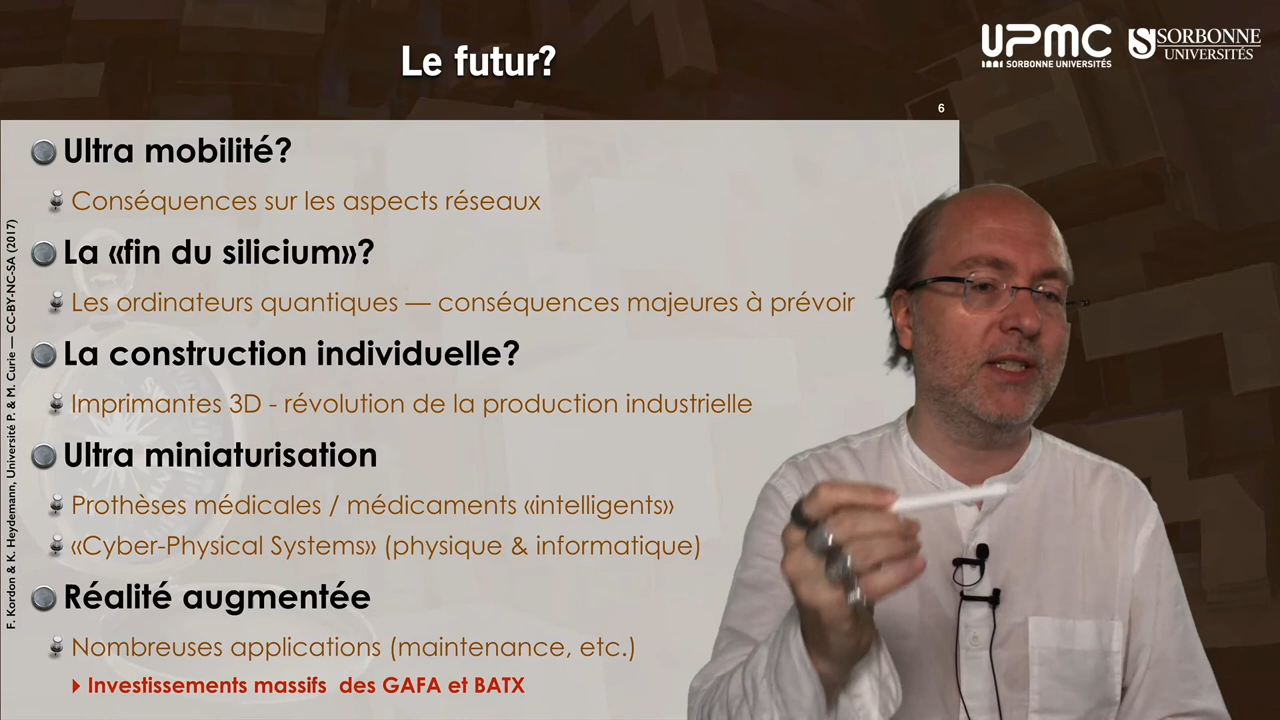 Le futur?
UPMC
SORBONNE UNIVERSITÉS
SORBONNE
UNIVERSITÉS
6
Ultra mobilité?
Conséquences sur les aspects réseaux
La «fin du silicium»?
Les ordinateurs quantiques — conséquences majeures à prévoir
La construction individuelle?
Imprimantes 3D - révolution de la production industrielle
Ultra miniaturisation
Prothèses médicales / médicaments «intelligents»
«Cyber-Physical Systems» (physique & informatique)
Réalité augmentée
Nombreuses applications (maintenance, etc.)
Investissements massifs des GAFA et BATX
F. Kordon & K. Heydemann, Université P. & M. Curie — CC-BY-NC-SA (2017)